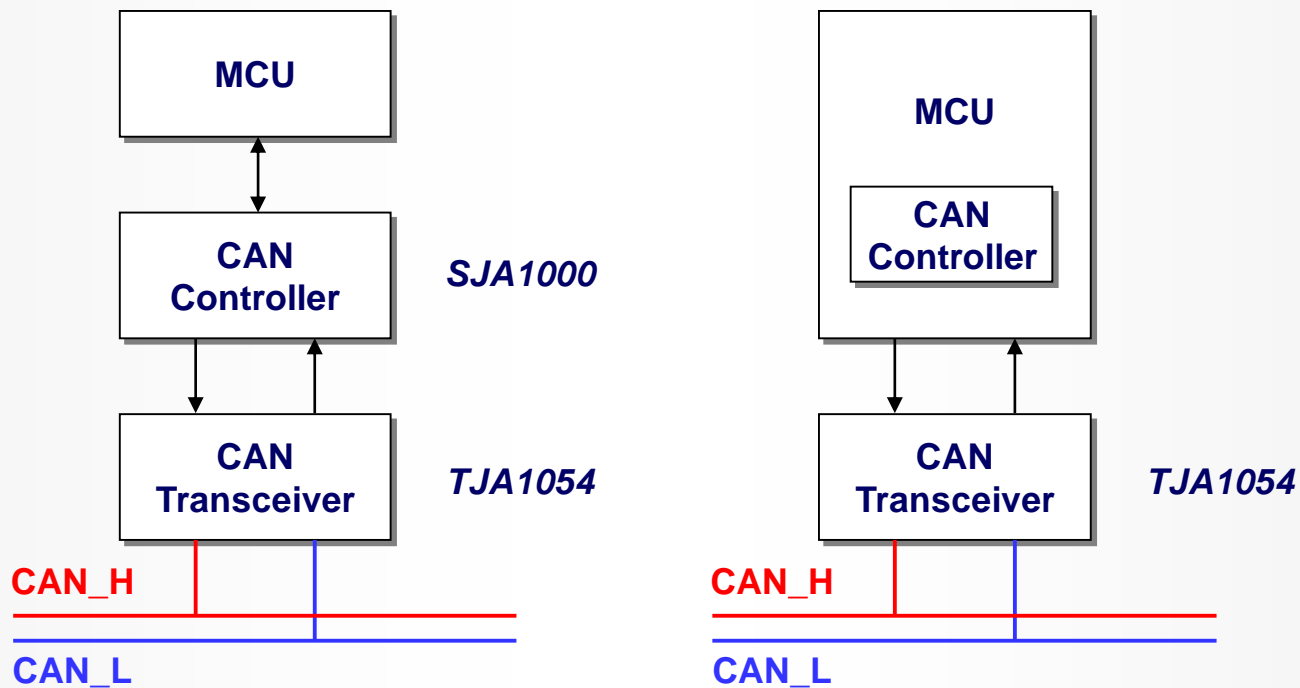 MCU
CAN
Controller
SJA1000
CAN
Transceiver
TJA1054
CAN_H
CAN_L
MCU
CAN
Controller
CAN
Transceiver
TJA1054
CAN_H
CAN_L